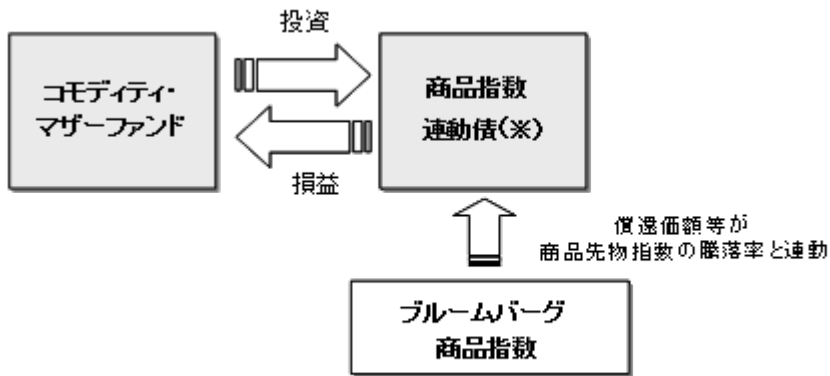 投資
コモディティ・
マザーファンド
商品指数
連動債(※)
損益
償還価額等が
商品先物指数の騰落率と連動
ブルームバーグ
商品指数